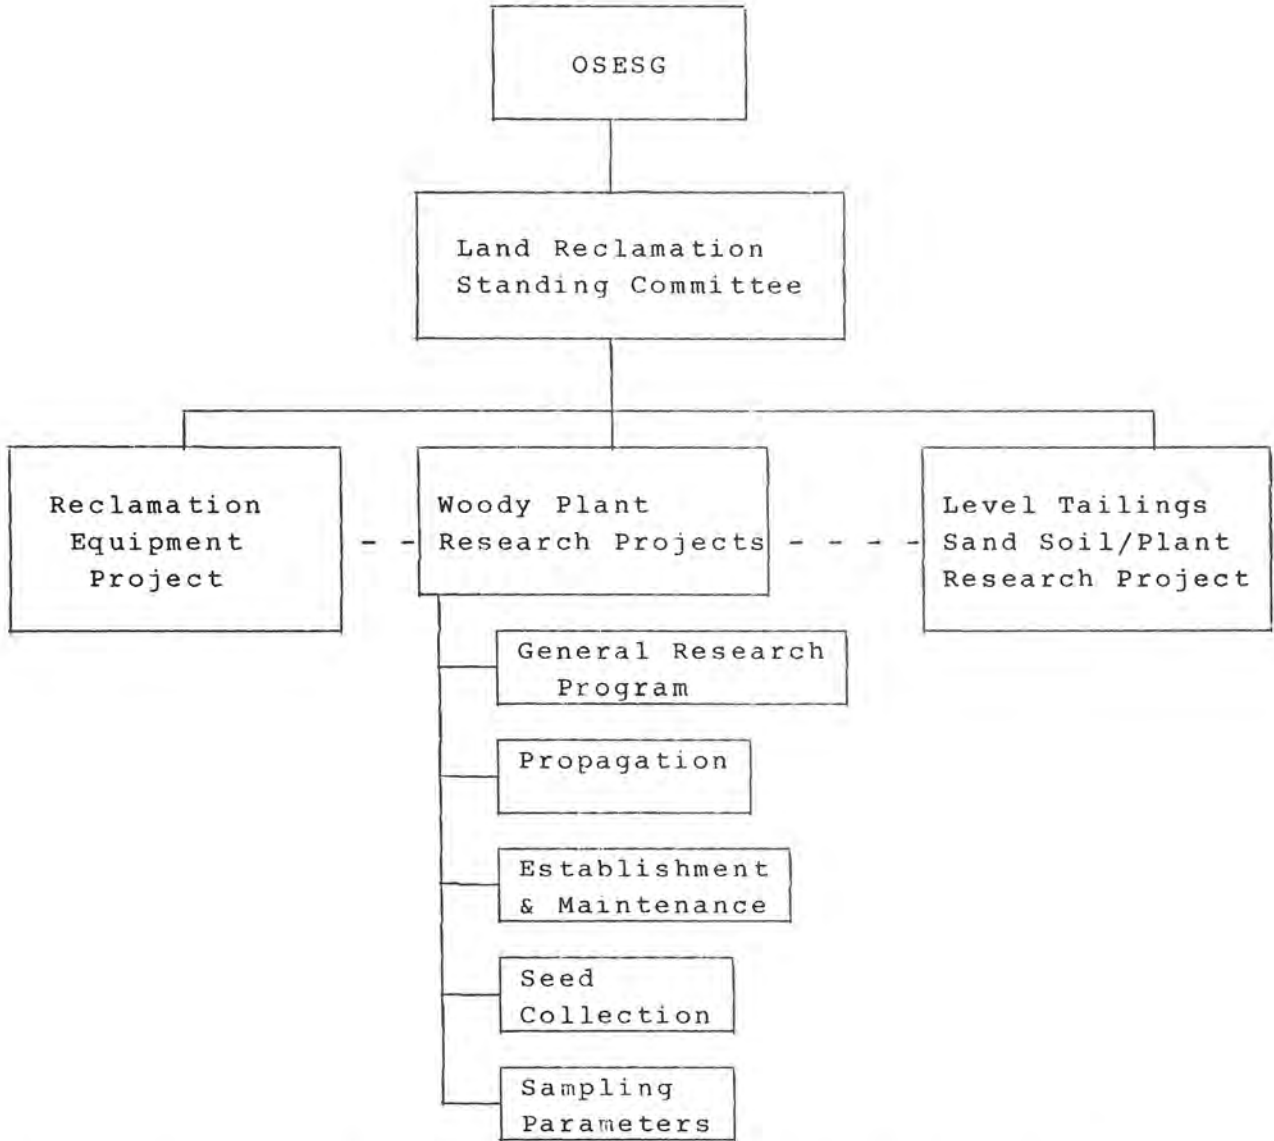 OSESG
Land Reclamation
Standing Committee
Reclamation
Equipment
Project
Woody Plant
Research Projects
Level Tailings
Sand Soil/Plant
Research Project
General Research
Program
Propagation
Establishment
& Maintenance
Seed
Collection
Sampling
Parameters